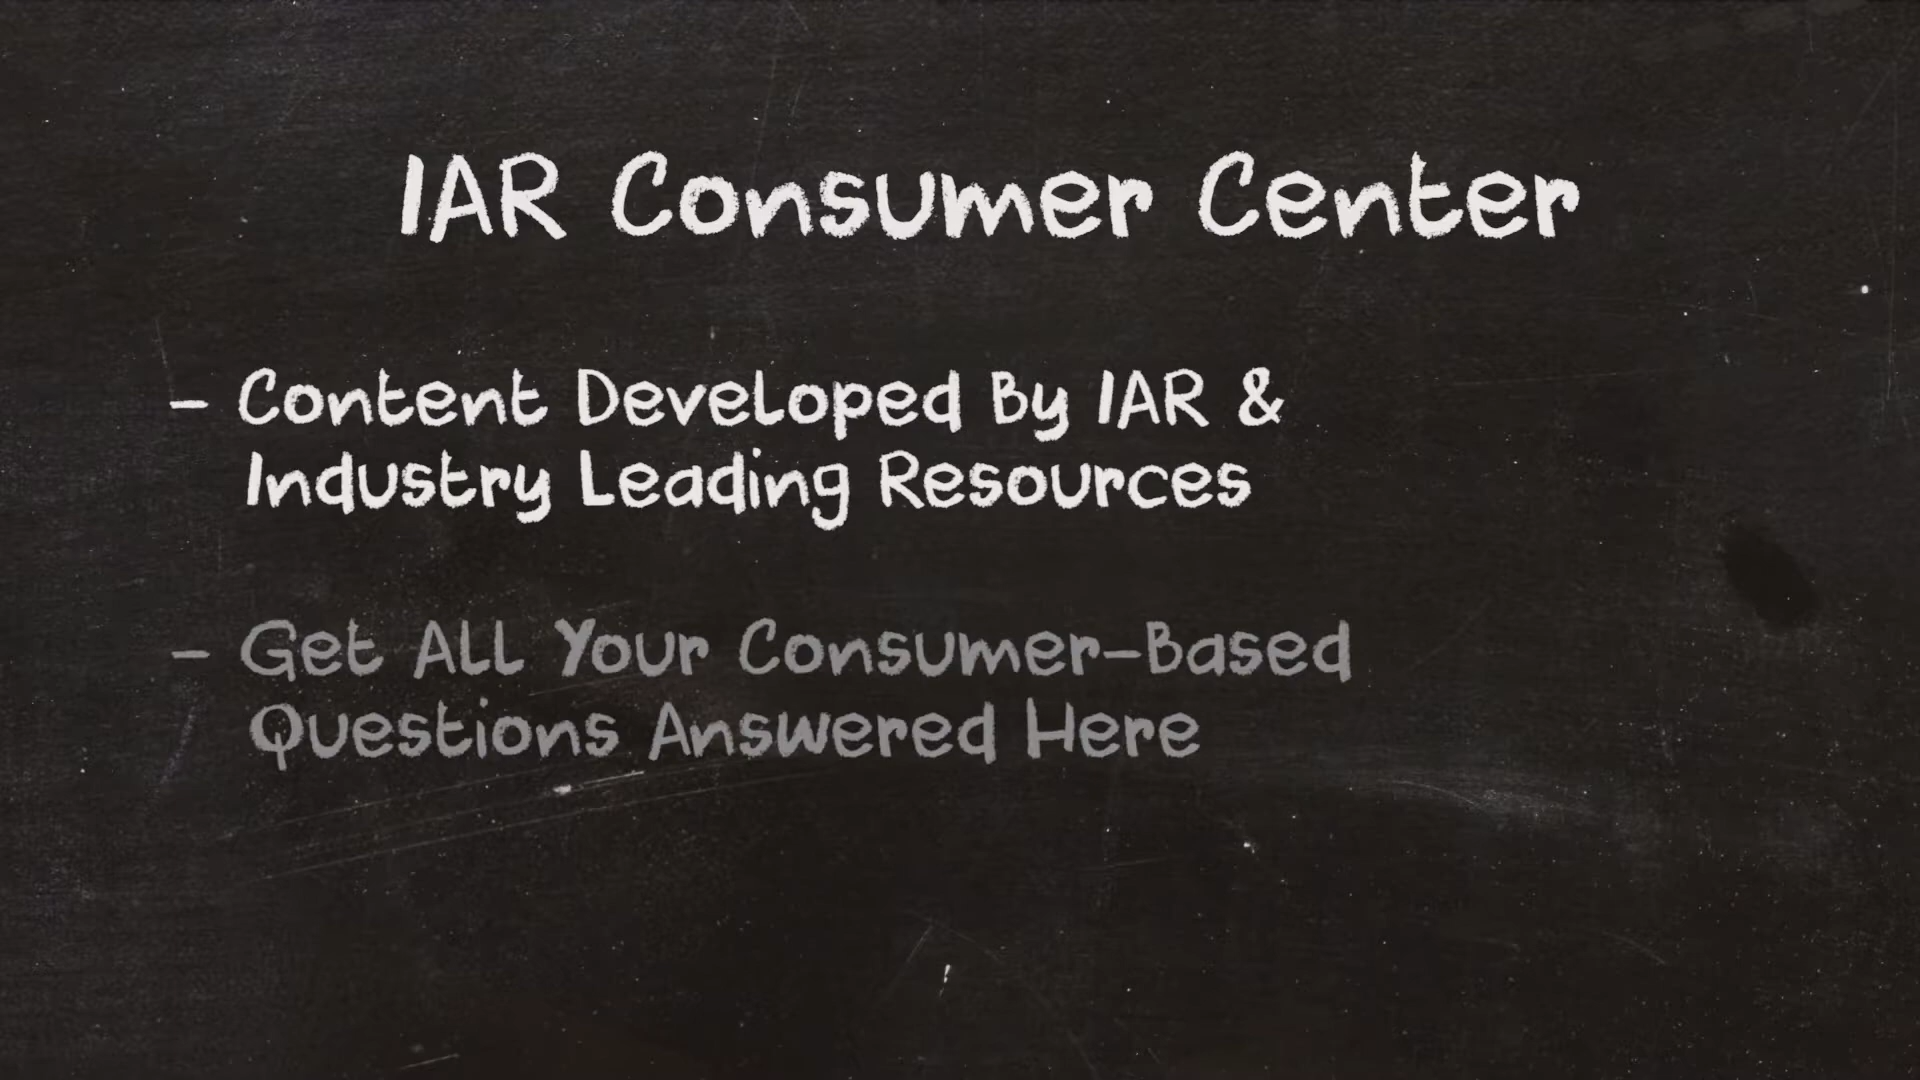 IAR Consumer Center
- Content Developed By IAR &
Industry Leading Resources
- Get All Your Consumer-Based
Questions Answered Here